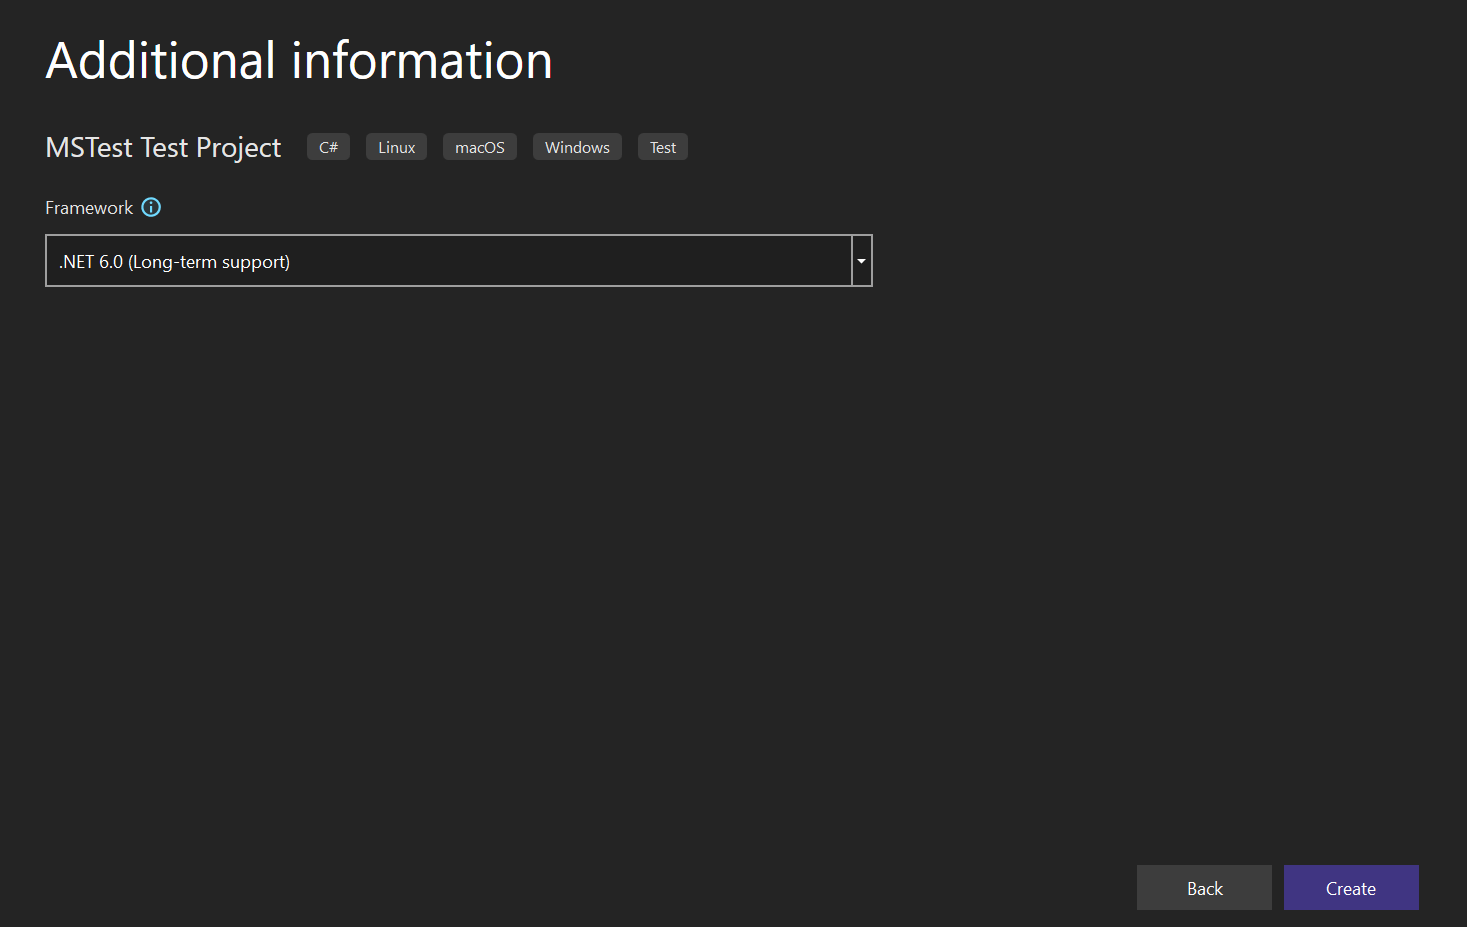 Additional information
MSTest Test Project C# Linux macOS Windows Test
Framework
.NET 6.0 (Long-term support)
Back Create